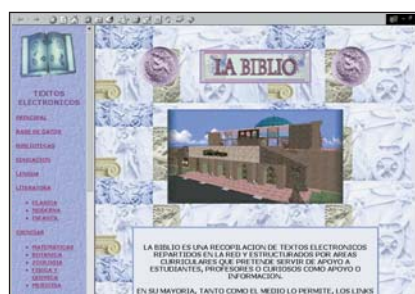 LA BIBLIO
TEXTOS
ELECTRONICOS
PRINCIPAL
BASE DE DATOS
BIBLIOTECAS
EDUCACION
LENGUA
LITERATURA
CLASICA
MODERNA
INFANTIL
CIENCIAS
MATEMATICAS
BOTANICA
ZOOLOGIA
FISICA Y
QUIMICA
MEDICINA
LA BIBLIO ES UNA RECOPILACION DE TEXTOS ELECTRONICOS
REPARTIDOS EN LA RED Y ESTRUCTURADOS POR AREAS
CURRICULARES QUE PRETENDE SERVIR DE APOYO A
ESTUDIANTES, PROFESORES O CURIOSOS COMO APOYO O
INFORMACION.
EN SU MAYORIA, TANTO COMO EL MEDIO LO PERMITE, LOS LINKS